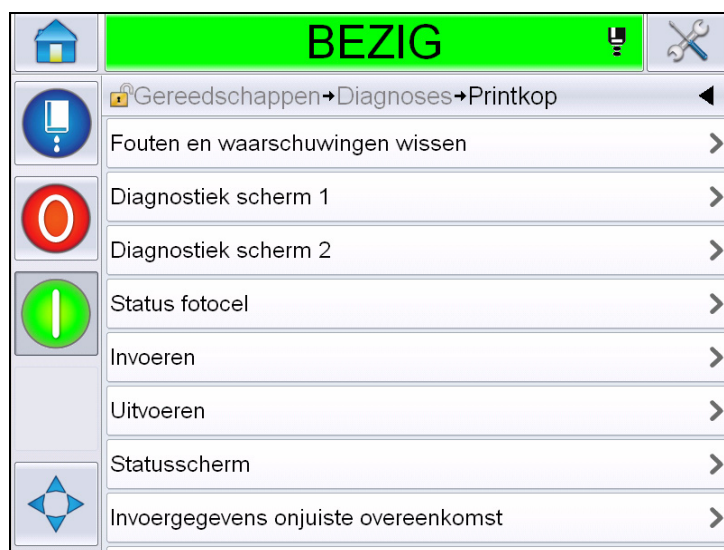 BEZIG
Gereedschappen→Diagnoses→Printkop
Fouten en waarschuwingen wissen
Diagnostiek scherm 1
Diagnostiek scherm 2
Status fotocel
Invoeren
Uitvoeren
Statusscherm
Invoergegevens onjuiste overeenkomst